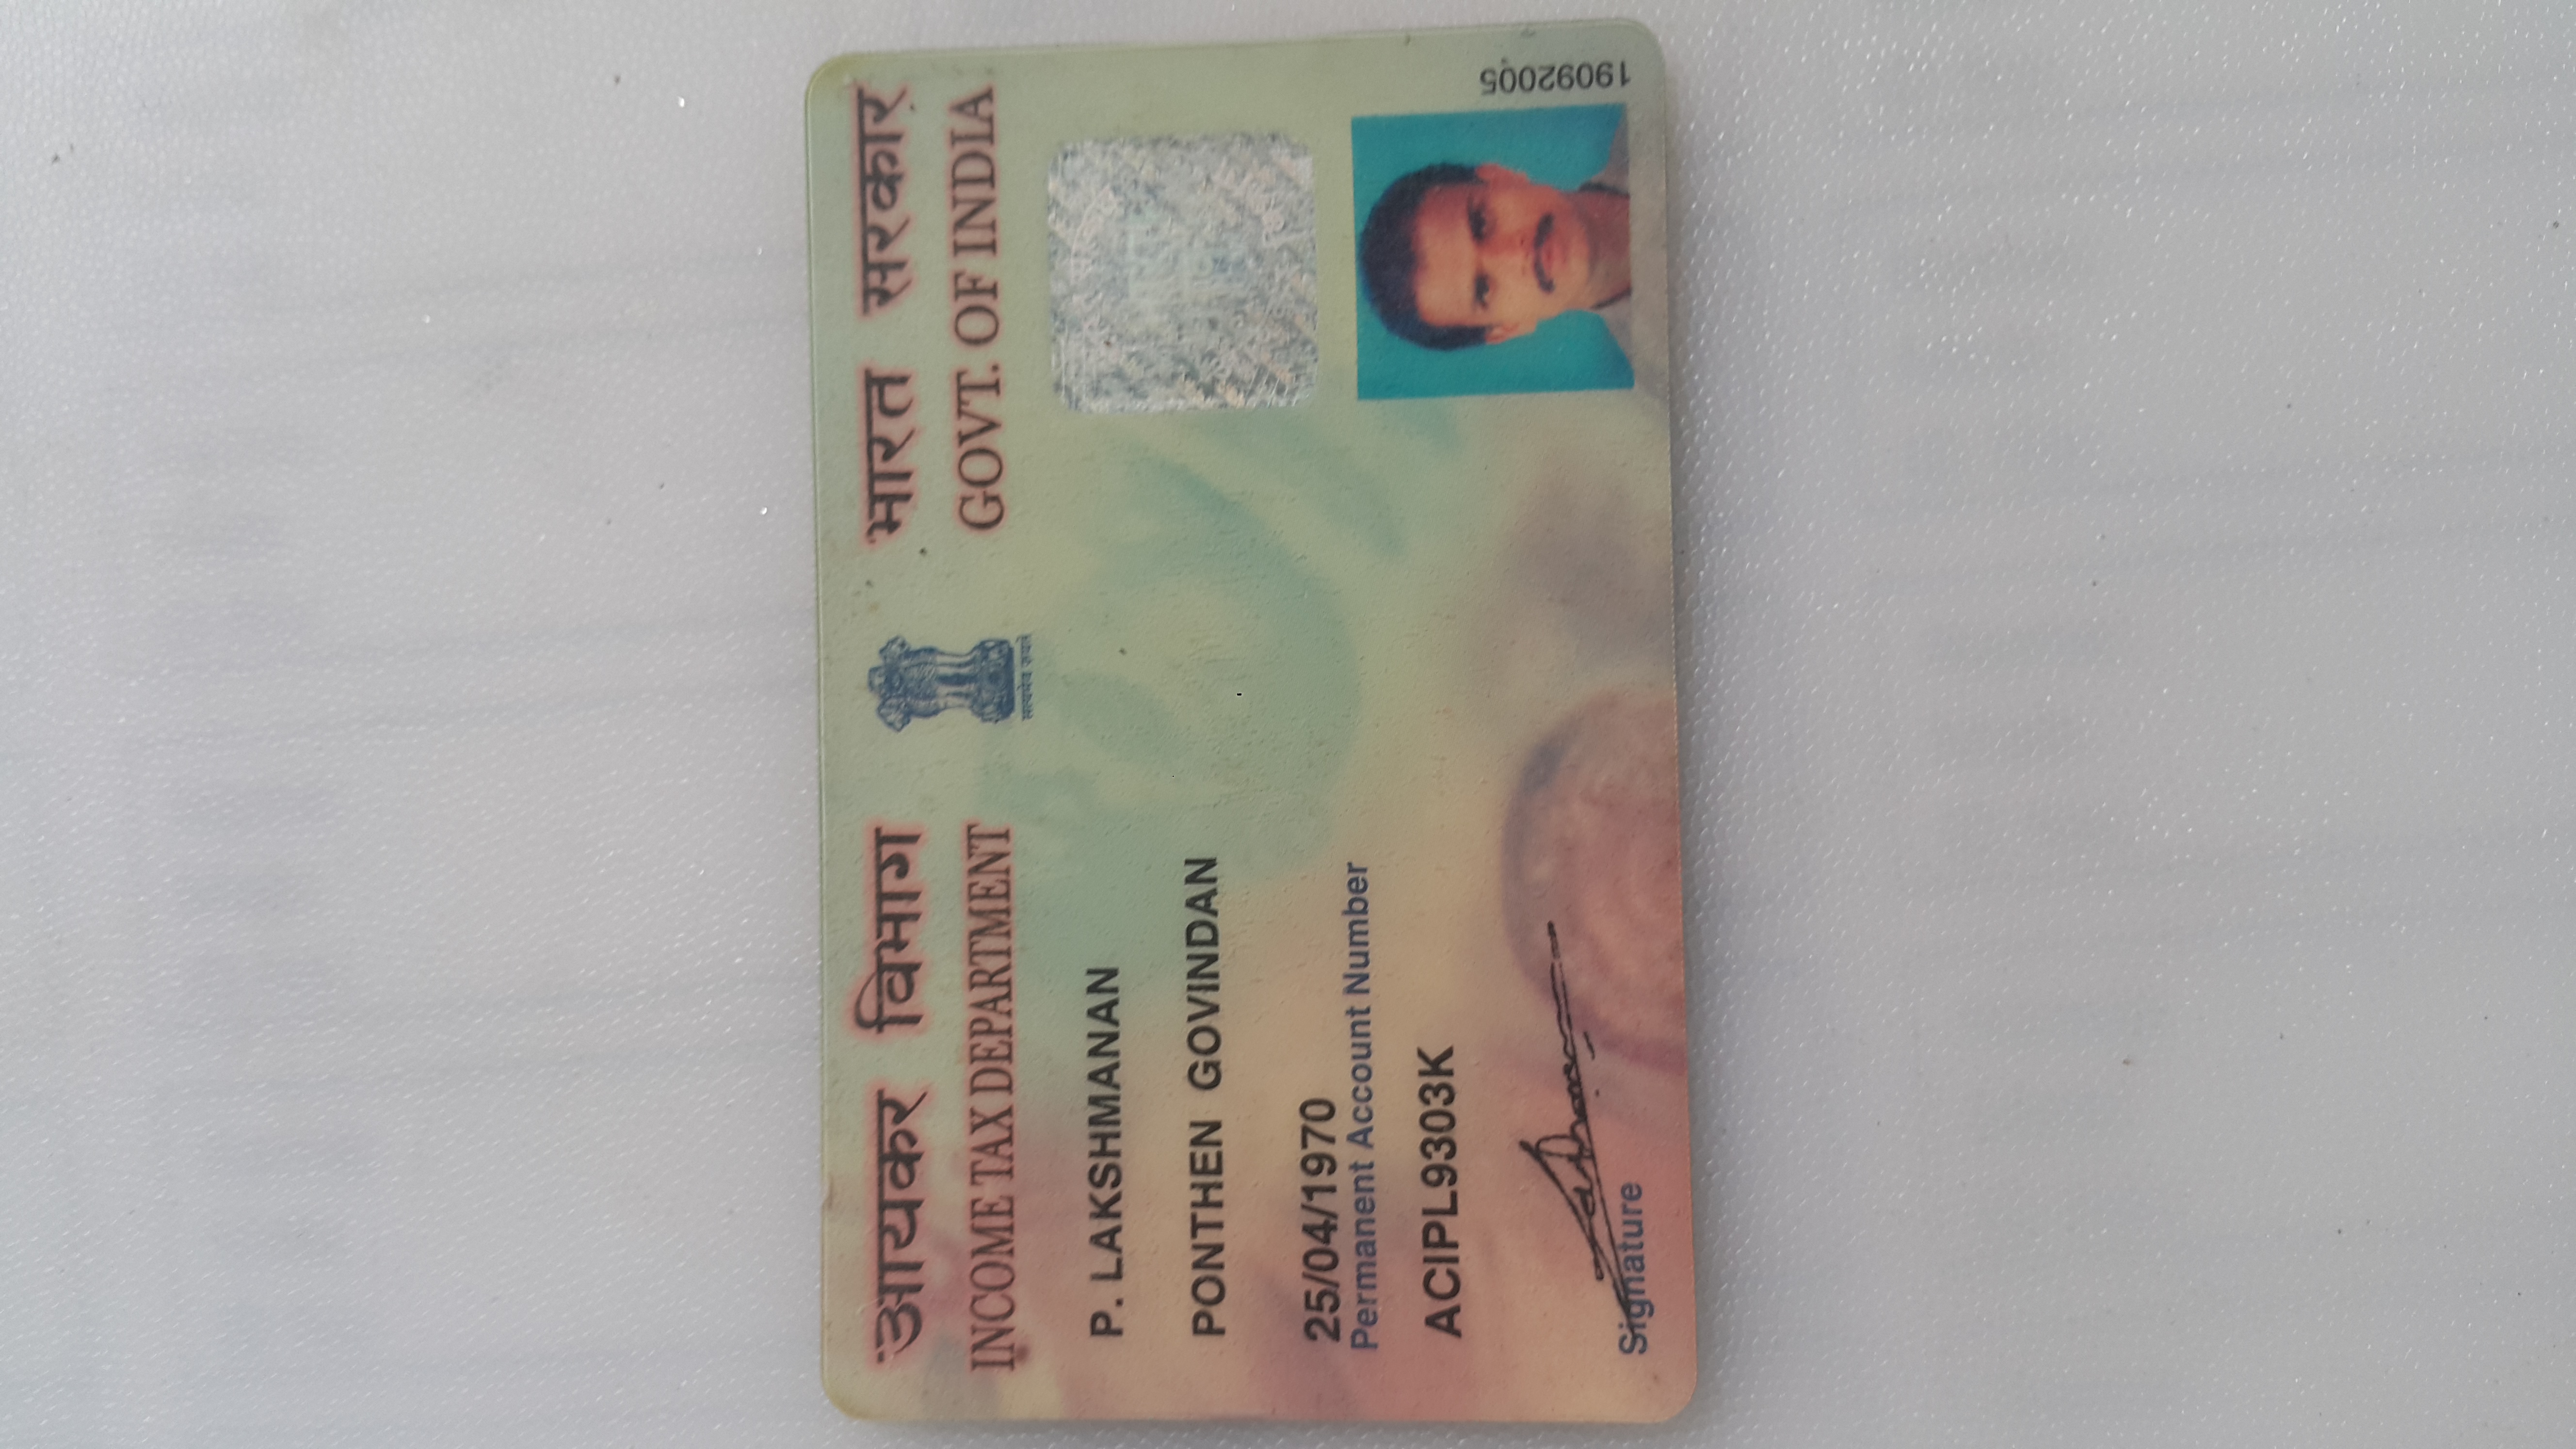 आयकर विभाग
INCOME TAX DEPARTMENT
सत्यमेव जयते
भारत सरकार
GOVT. OF INDIA
P. LAKSHMANAN
PONTHEN GOVINDAN
25/04/1970
Permanent Account Number
ACIPL9303K
Signature
19092005